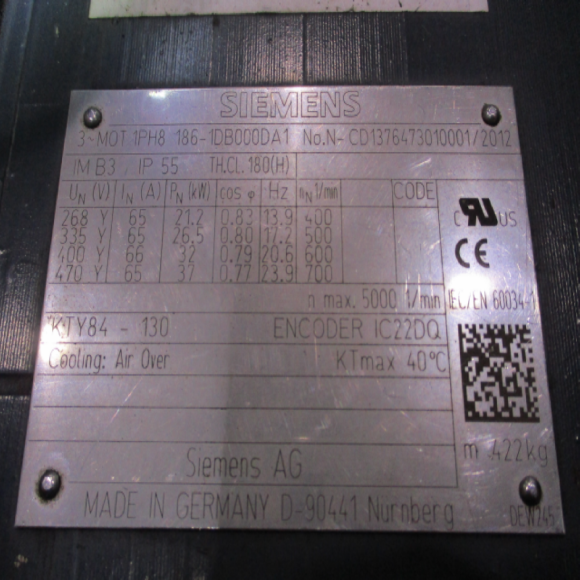 SIEMENS
3~MOT 1PH8 186-1DB000DA1 No.N- CD1376473010001/2012
IM B3 / IP 55 TH.CL. 180(H)
UN (V) IN (A) PN (kW) COS φ Hz nN 1/min CODE
268 Y 65 21.2 0.83 13.9 400
335 Y 65 26.5 0.80 17.2 500
400 Y 66 32 0.79 20.6 600
470 Y 65 37 0.77 23.9 700
C RU US
CE
n max. 5000 1/min IEC/EN 60034-1
KTY84 - 130 ENCODER IC22DQ
Cooling: Air Over KTmax 40°C
m 422kg
Siemens AG
MADE IN GERMANY D-90441 Nürnberg
DEW245